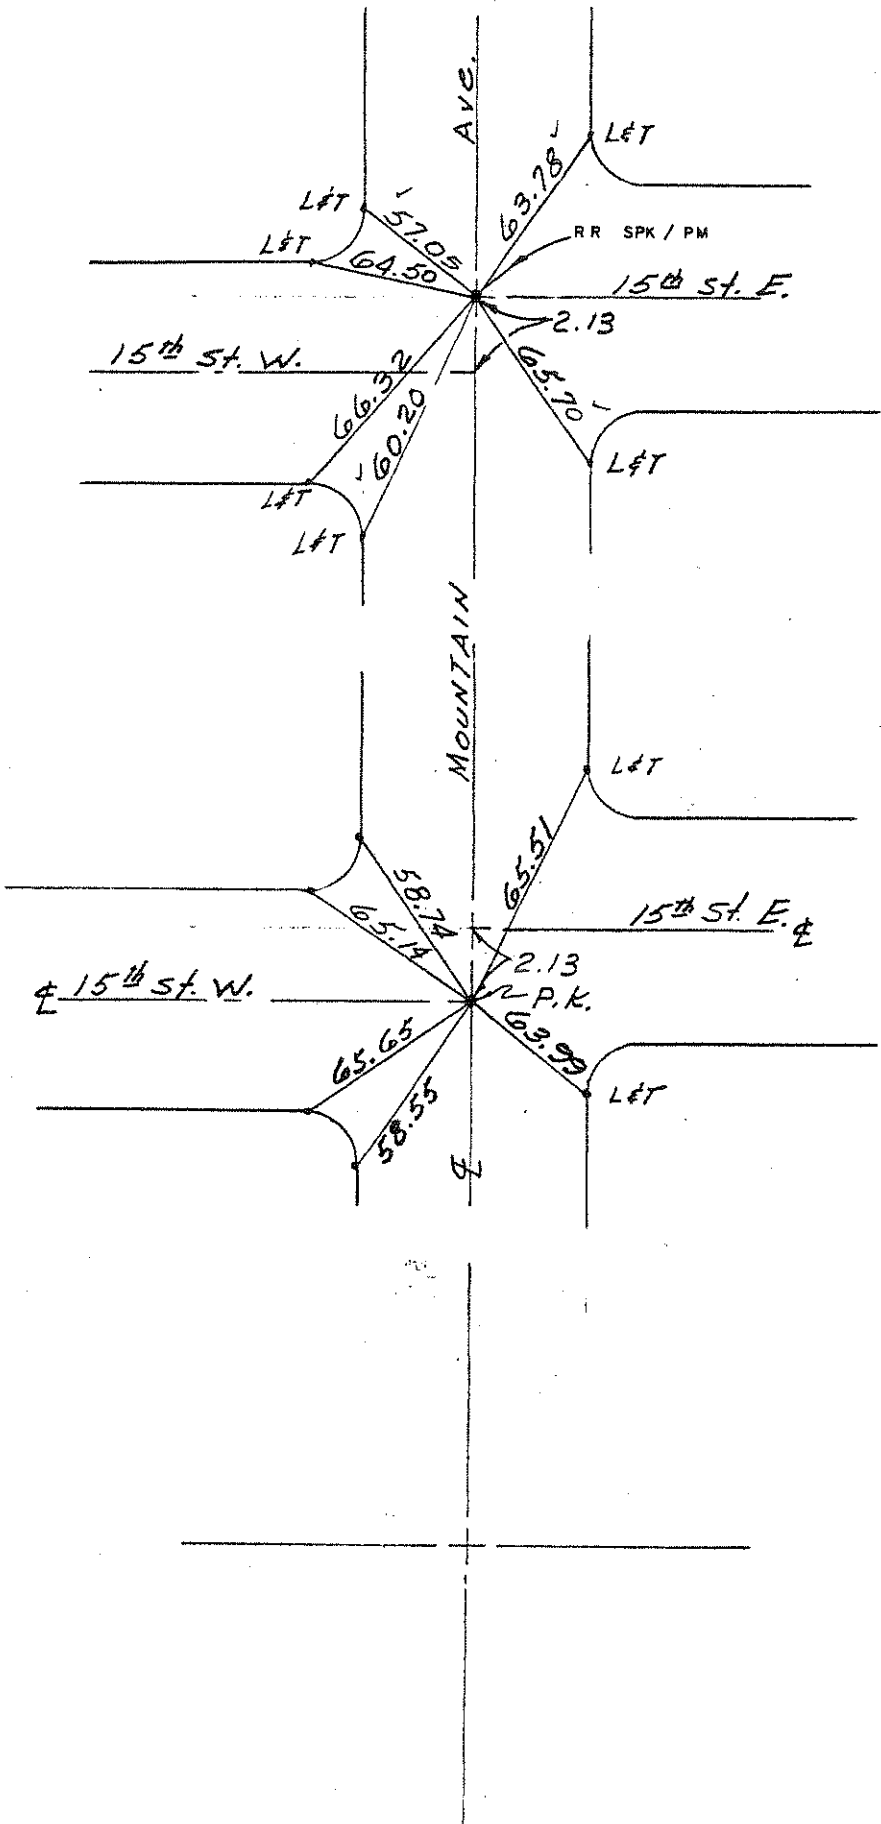 Ave.
L&T
63.78
L&T
57.05
L&T
64.50
RR SPK / PM
15th St. E.
2.13
15th St. W.
66.32
60.20
65.70
L&T
L&T
L&T
MOUNTAIN
L&T
65.51
58.74
65.14
15th St. E. ℄
2.13
℄ 15th St. W.
P.K.
63.99
65.65
58.55
L&T
℄